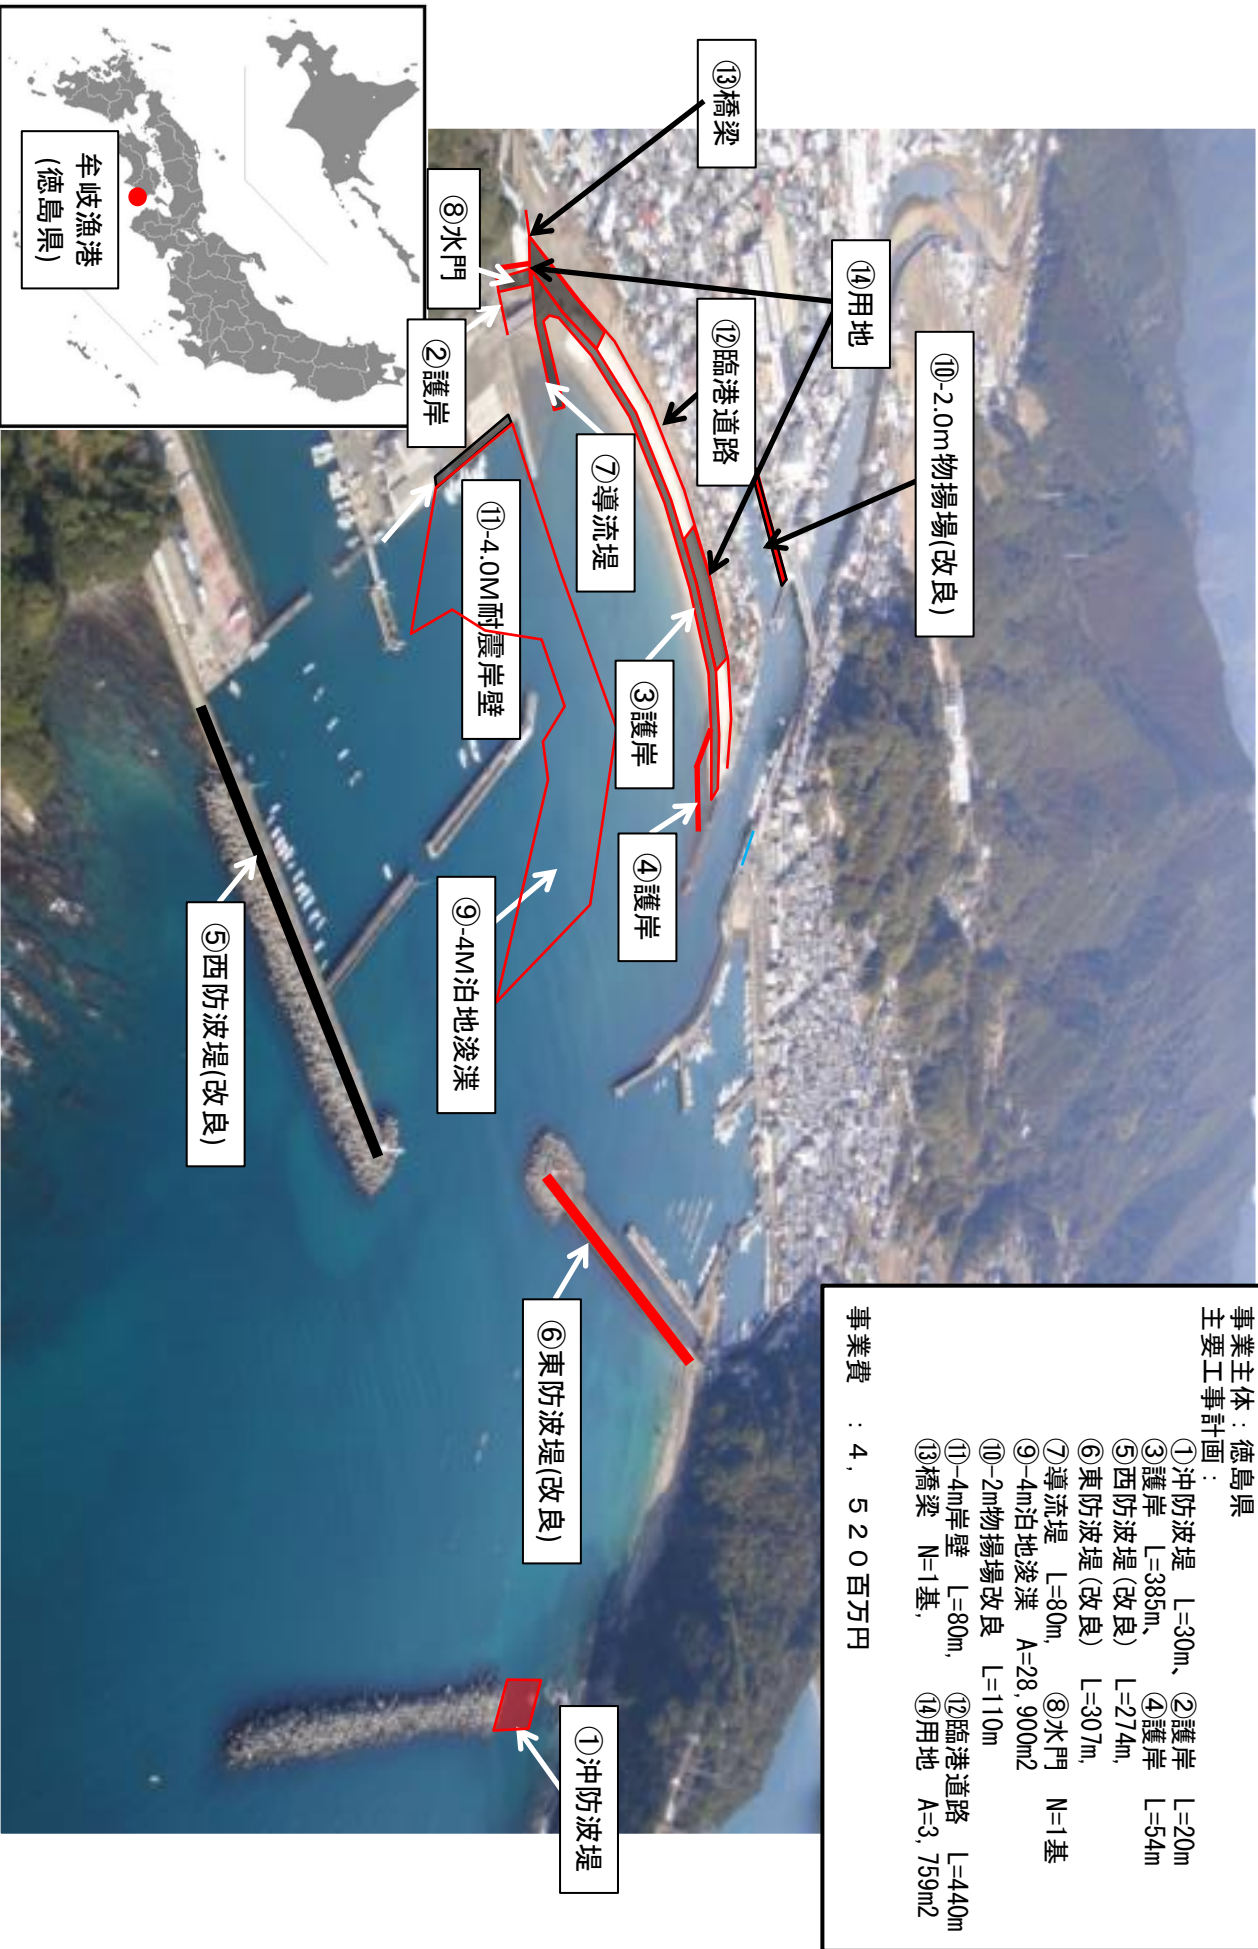 事業主体：徳島県
主要工事計画：
①沖防波堤　L=30m、　②護岸　L=20m
③護岸　L=385m、　④護岸　L=54m
⑤西防波堤(改良)　L=274m,
⑥東防波堤(改良)　L=307m,
⑦導流堤　L=80m,　⑧水門　N=1基
⑨-4m泊地浚渫　A=28,900m2
⑩-2m物揚場改良　L=110m
⑪-4m岸壁　L=80m,　⑫臨港道路　L=440m
⑬橋梁　N=1基,　⑭用地　A=3,759m2
事業費　：４，５２０百万円
⑩-2.0m物揚場(改良)
⑭用地
⑬橋梁
⑫臨港道路
④護岸
③護岸
⑦導流堤
①沖防波堤
⑥東防波堤(改良)
⑪-4.0M耐震岸壁
⑨-4M泊地浚渫
⑧水門
②護岸
⑤西防波堤(改良)
牟岐漁港
(徳島県)